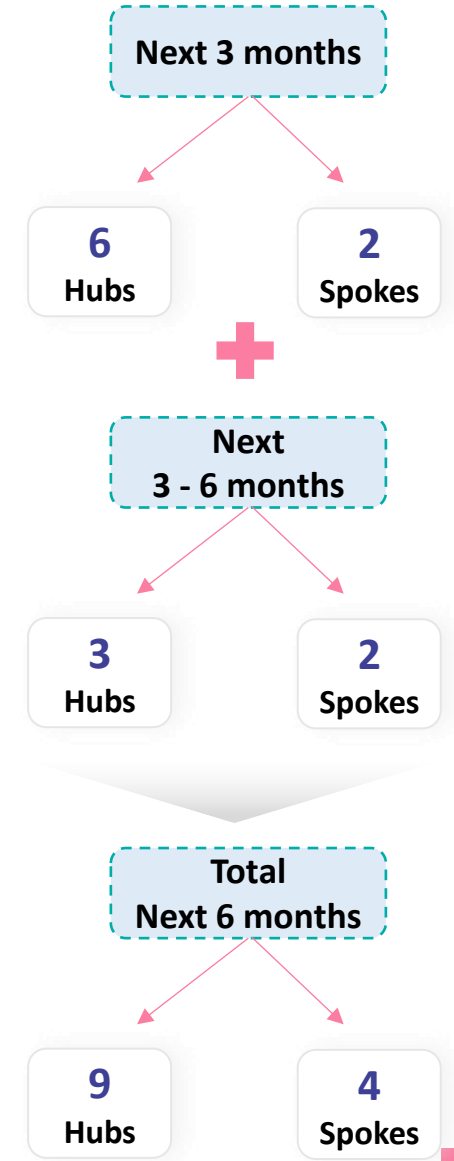 Next 3 months
6
Hubs
2
Spokes
Next
3 - 6 months
3
Hubs
2
Spokes
Total
Next 6 months
9
Hubs
4
Spokes